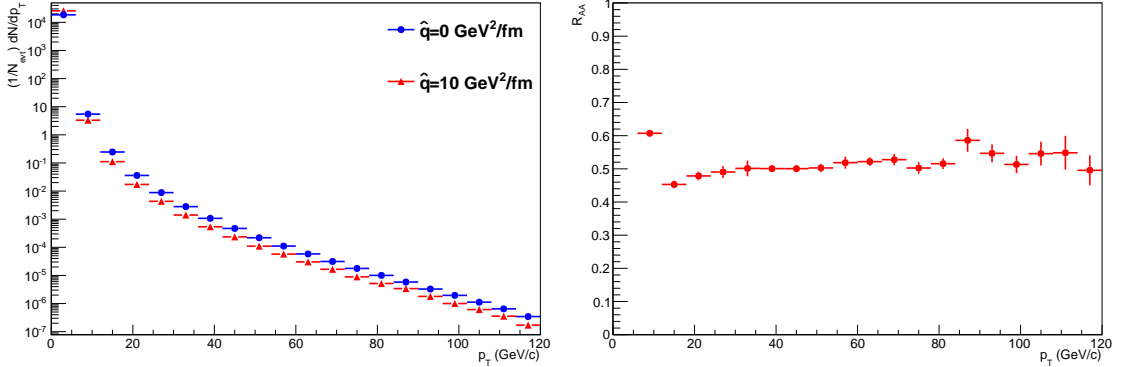 (1/N_evt) dN/dp_T
10^4
10^3
10^2
10
1
10^-1
10^-2
10^-3
10^-4
10^-5
10^-6
10^-7
q̂=0 GeV²/fm
q̂=10 GeV²/fm
0 20 40 60 80 100 120
p_T (GeV/c)
R_AA
1
0.9
0.8
0.7
0.6
0.5
0.4
0.3
0.2
0.1
0
0 20 40 60 80 100 120
p_T (GeV/c)